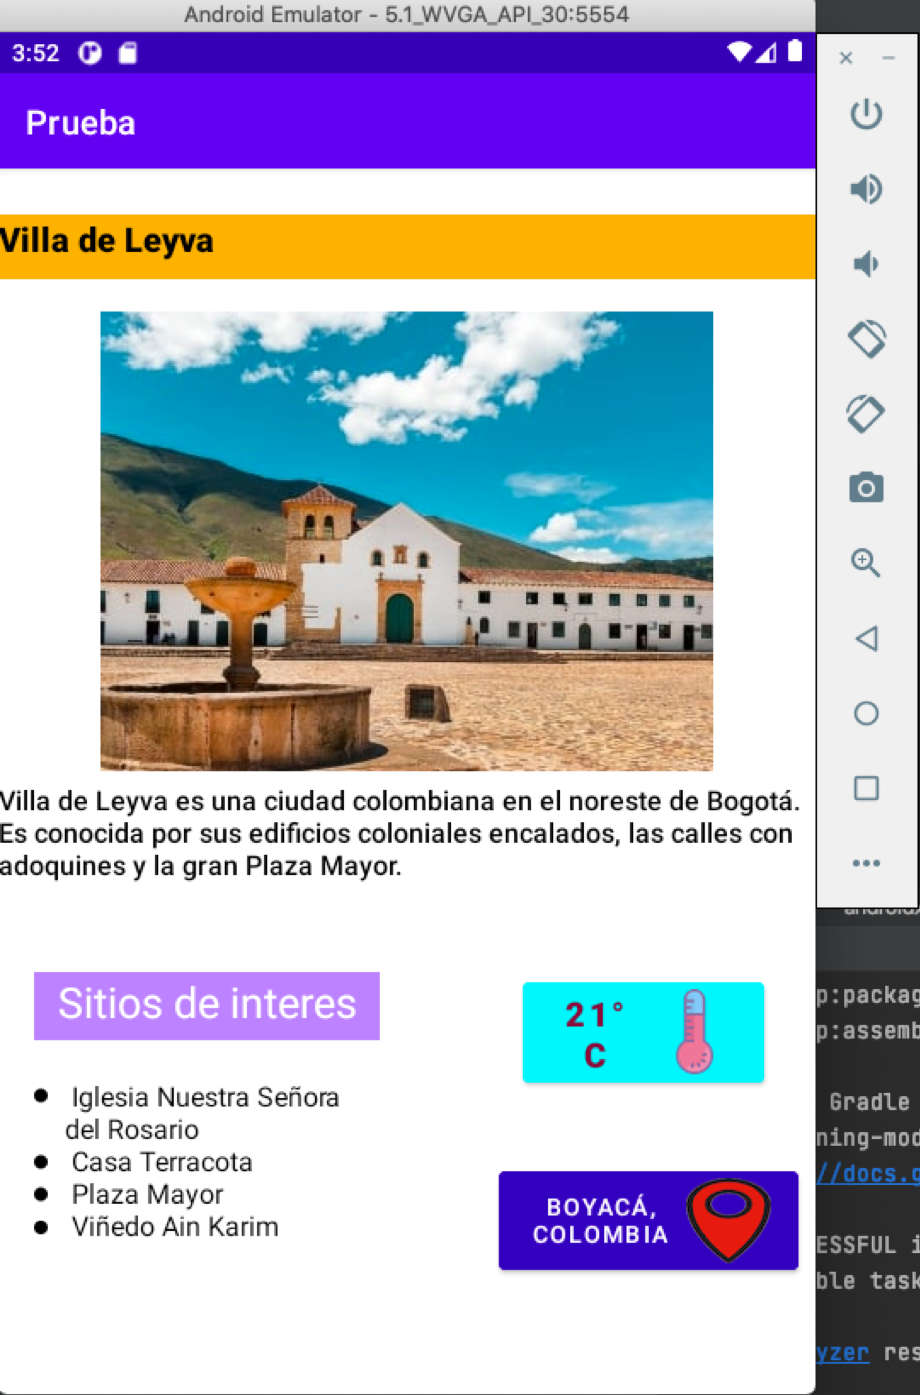 Android Emulator - 5.1_WVGA_API_30:5554
3:52
Prueba
Villa de Leyva
Villa de Leyva es una ciudad colombiana en el noreste de Bogotá.
Es conocida por sus edificios coloniales encalados, las calles con
adoquines y la gran Plaza Mayor.
Sitios de interes
Iglesia Nuestra Señora
del Rosario
Casa Terracota
Plaza Mayor
Viñedo Ain Karim
21°
C
BOYACÁ,
COLOMBIA
p:packag
p:assemb
Gradle
ning-mod
//docs.g
ESSFUL i
ble task
yzer res